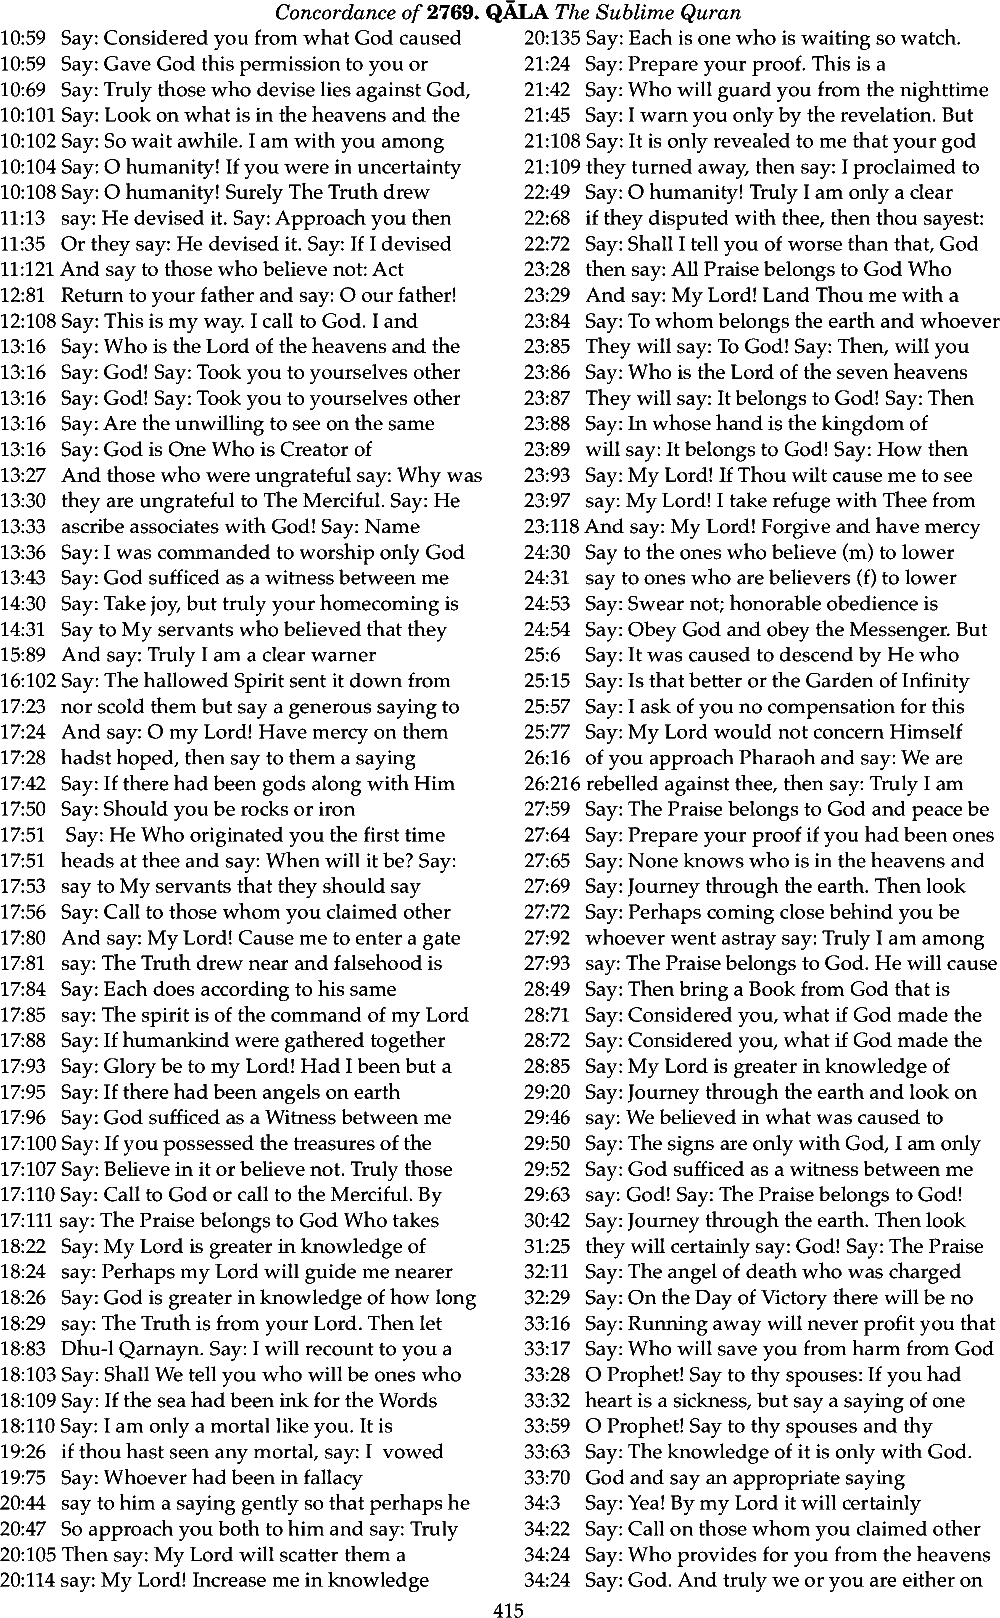 Concordance of 2769. QĀLA The Sublime Quran
10:59 Say: Considered you from what God caused
10:59 Say: Gave God this permission to you or
10:69 Say: Truly those who devise lies against God,
10:101 Say: Look on what is in the heavens and the
10:102 Say: So wait awhile. I am with you among
10:104 Say: O humanity! If you were in uncertainty
10:108 Say: O humanity! Surely The Truth drew
11:13 say: He devised it. Say: Approach you then
11:35 Or they say: He devised it. Say: If I devised
11:121 And say to those who believe not: Act
12:81 Return to your father and say: O our father!
12:108 Say: This is my way. I call to God. I and
13:16 Say: Who is the Lord of the heavens and the
13:16 Say: God! Say: Took you to yourselves other
13:16 Say: God! Say: Took you to yourselves other
13:16 Say: Are the unwilling to see on the same
13:16 Say: God is One Who is Creator of
13:27 And those who were ungrateful say: Why was
13:30 they are ungrateful to The Merciful. Say: He
13:33 ascribe associates with God! Say: Name
13:36 Say: I was commanded to worship only God
13:43 Say: God sufficed as a witness between me
14:30 Say: Take joy, but truly your homecoming is
14:31 Say to My servants who believed that they
15:89 And say: Truly I am a clear warner
16:102 Say: The hallowed Spirit sent it down from
17:23 nor scold them but say a generous saying to
17:24 And say: O my Lord! Have mercy on them
17:28 hadst hoped, then say to them a saying
17:42 Say: If there had been gods along with Him
17:50 Say: Should you be rocks or iron
17:51 Say: He Who originated you the first time
17:51 heads at thee and say: When will it be? Say:
17:53 say to My servants that they should say
17:56 Say: Call to those whom you claimed other
17:80 And say: My Lord! Cause me to enter a gate
17:81 say: The Truth drew near and falsehood is
17:84 Say: Each does according to his same
17:85 say: The spirit is of the command of my Lord
17:88 Say: If humankind were gathered together
17:93 Say: Glory be to my Lord! Had I been but a
17:95 Say: If there had been angels on earth
17:96 Say: God sufficed as a Witness between me
17:100 Say: If you possessed the treasures of the
17:107 Say: Believe in it or believe not. Truly those
17:110 Say: Call to God or call to the Merciful. By
17:111 say: The Praise belongs to God Who takes
18:22 Say: My Lord is greater in knowledge of
18:24 say: Perhaps my Lord will guide me nearer
18:26 Say: God is greater in knowledge of how long
18:29 say: The Truth is from your Lord. Then let
18:83 Dhu-l Qarnayn. Say: I will recount to you a
18:103 Say: Shall We tell you who will be ones who
18:109 Say: If the sea had been ink for the Words
18:110 Say: I am only a mortal like you. It is
19:26 if thou hast seen any mortal, say: I vowed
19:75 Say: Whoever had been in fallacy
20:44 say to him a saying gently so that perhaps he
20:47 So approach you both to him and say: Truly
20:105 Then say: My Lord will scatter them a
20:114 say: My Lord! Increase me in knowledge
20:135 Say: Each is one who is waiting so watch.
21:24 Say: Prepare your proof. This is a
21:42 Say: Who will guard you from the nighttime
21:45 Say: I warn you only by the revelation. But
21:108 Say: It is only revealed to me that your god
21:109 they turned away, then say: I proclaimed to
22:49 Say: O humanity! Truly I am only a clear
22:68 if they disputed with thee, then thou sayest:
22:72 Say: Shall I tell you of worse than that, God
23:28 then say: All Praise belongs to God Who
23:29 And say: My Lord! Land Thou me with a
23:84 Say: To whom belongs the earth and whoever
23:85 They will say: To God! Say: Then, will you
23:86 Say: Who is the Lord of the seven heavens
23:87 They will say: It belongs to God! Say: Then
23:88 Say: In whose hand is the kingdom of
23:89 will say: It belongs to God! Say: How then
23:93 Say: My Lord! If Thou wilt cause me to see
23:97 say: My Lord! I take refuge with Thee from
23:118 And say: My Lord! Forgive and have mercy
24:30 Say to the ones who believe (m) to lower
24:31 say to ones who are believers (f) to lower
24:53 Say: Swear not; honorable obedience is
24:54 Say: Obey God and obey the Messenger. But
25:6 Say: It was caused to descend by He who
25:15 Say: Is that better or the Garden of Infinity
25:57 Say: I ask of you no compensation for this
25:77 Say: My Lord would not concern Himself
26:16 of you approach Pharaoh and say: We are
26:216 rebelled against thee, then say: Truly I am
27:59 Say: The Praise belongs to God and peace be
27:64 Say: Prepare your proof if you had been ones
27:65 Say: None knows who is in the heavens and
27:69 Say: Journey through the earth. Then look
27:72 Say: Perhaps coming close behind you be
27:92 whoever went astray say: Truly I am among
27:93 say: The Praise belongs to God. He will cause
28:49 Say: Then bring a Book from God that is
28:71 Say: Considered you, what if God made the
28:72 Say: Considered you, what if God made the
28:85 Say: My Lord is greater in knowledge of
29:20 Say: Journey through the earth and look on
29:46 say: We believed in what was caused to
29:50 Say: The signs are only with God, I am only
29:52 Say: God sufficed as a witness between me
29:63 say: God! Say: The Praise belongs to God!
30:42 Say: Journey through the earth. Then look
31:25 they will certainly say: God! Say: The Praise
32:11 Say: The angel of death who was charged
32:29 Say: On the Day of Victory there will be no
33:16 Say: Running away will never profit you that
33:17 Say: Who will save you from harm from God
33:28 O Prophet! Say to thy spouses: If you had
33:32 heart is a sickness, but say a saying of one
33:59 O Prophet! Say to thy spouses and thy
33:63 Say: The knowledge of it is only with God.
33:70 God and say an appropriate saying
34:3 Say: Yea! By my Lord it will certainly
34:22 Say: Call on those whom you claimed other
34:24 Say: Who provides for you from the heavens
34:24 Say: God. And truly we or you are either on
415